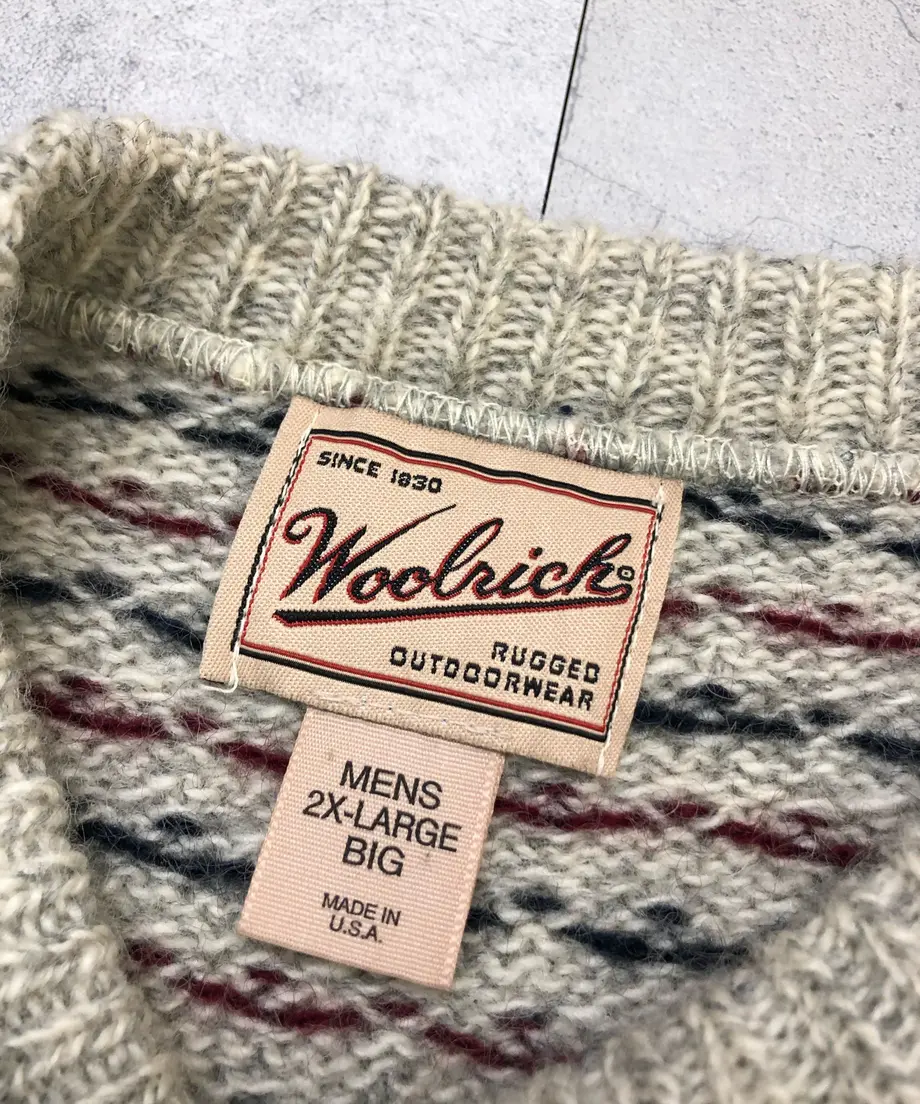 SINCE 1830
Woolrich®
RUGGED
OUTDOORWEAR
MENS
2X-LARGE
BIG
MADE IN
U.S.A.